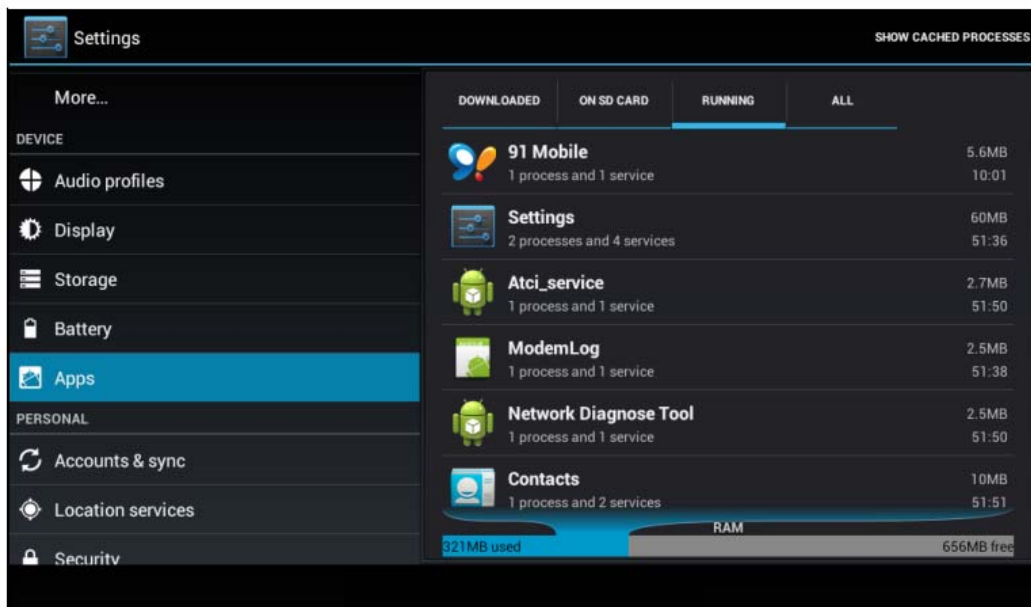 Settings
SHOW CACHED PROCESSES
More...
DEVICE
Audio profiles
Display
Storage
Battery
Apps
PERSONAL
Accounts & sync
Location services
Security
DOWNLOADED ON SD CARD RUNNING ALL
91 Mobile 5.6MB
1 process and 1 service 10:01
Settings 60MB
2 processes and 4 services 51:36
Atci_service 2.7MB
1 process and 1 service 51:50
ModemLog 2.5MB
1 process and 1 service 51:38
Network Diagnose Tool 2.5MB
1 process and 1 service 51:50
Contacts 10MB
1 process and 2 services 51:51
RAM
321MB used 656MB free